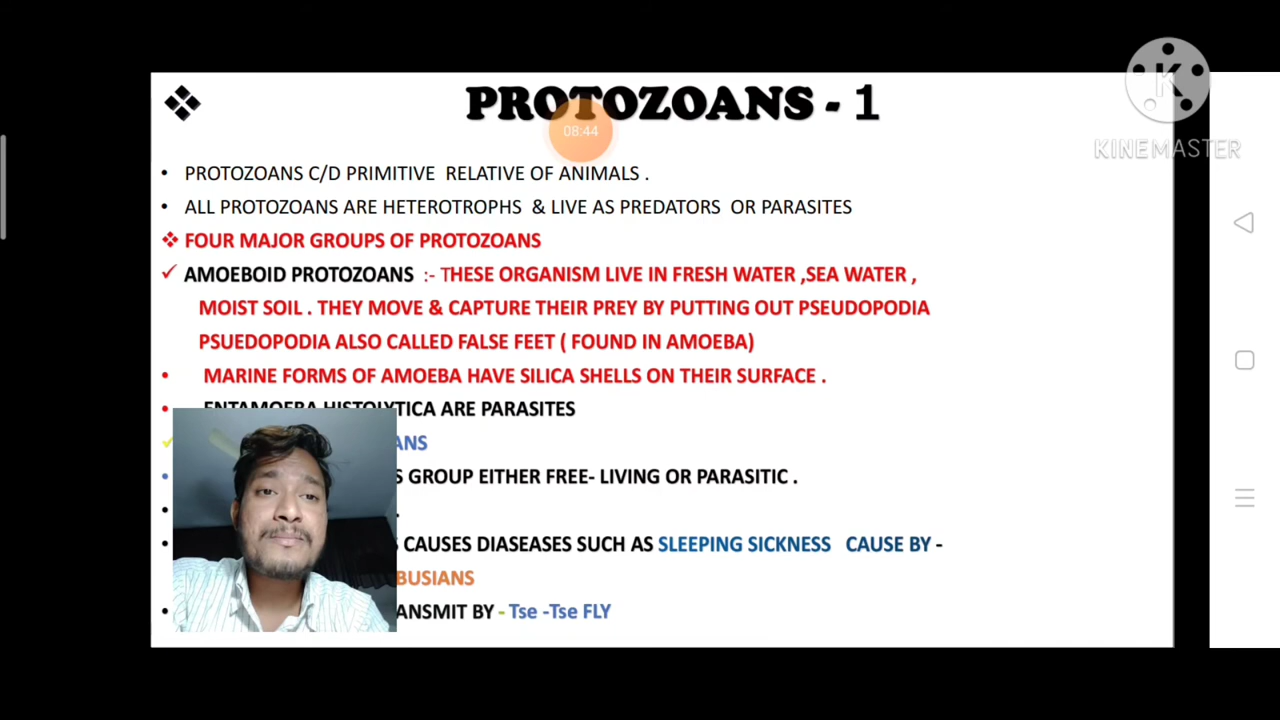 PROTOZOANS - 1
08:44
KINEMASTER
• PROTOZOANS C/D PRIMITIVE RELATIVE OF ANIMALS .
• ALL PROTOZOANS ARE HETEROTROPHS & LIVE AS PREDATORS OR PARASITES
❖ FOUR MAJOR GROUPS OF PROTOZOANS
✓ AMOEBOID PROTOZOANS :- THESE ORGANISM LIVE IN FRESH WATER ,SEA WATER ,
MOIST SOIL . THEY MOVE & CAPTURE THEIR PREY BY PUTTING OUT PSEUDOPODIA
PSUEDOPODIA ALSO CALLED FALSE FEET ( FOUND IN AMOEBA)
• MARINE FORMS OF AMOEBA HAVE SILICA SHELLS ON THEIR SURFACE .
• ENTAMOEBA HISTOLYTICA ARE PARASITES
ANS
S GROUP EITHER FREE- LIVING OR PARASITIC .
.
S CAUSES DIASEASES SUCH AS SLEEPING SICKNESS CAUSE BY -
BUSIANS
ANSMIT BY - Tse -Tse FLY